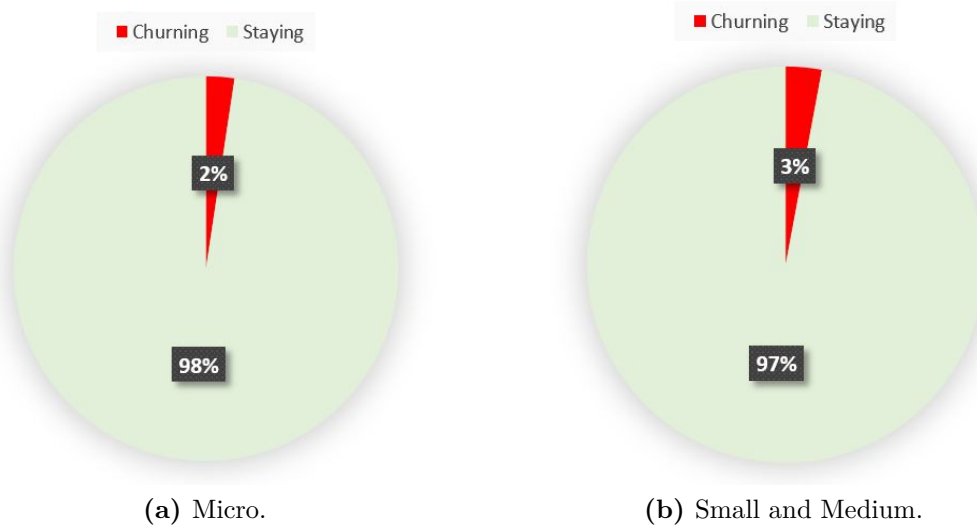 Churning Staying
2%
98%
(a) Micro.
Churning Staying
3%
97%
(b) Small and Medium.